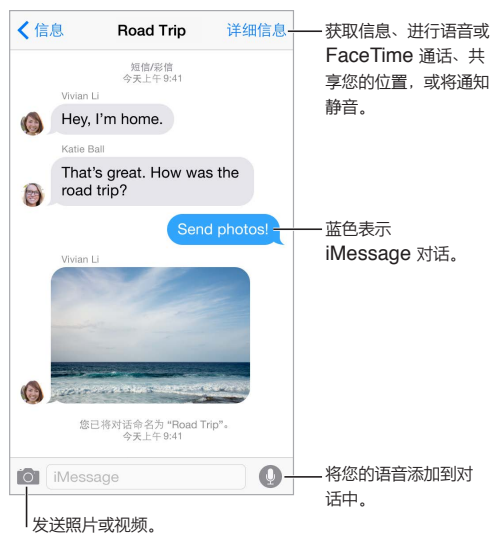 信息 Road Trip 详细信息
短信/彩信
今天上午 9:41
Vivian Li
Hey, I’m home.
Katie Ball
That’s great. How was the
road trip?
Send photos!
Vivian Li
您已将对话命名为 “Road Trip”。
今天上午 9:41
iMessage
获取信息、进行语音或
FaceTime 通话、共
享您的位置，或将通知
静音。
蓝色表示
iMessage 对话。
将您的语音添加到对
话中。
发送照片或视频。